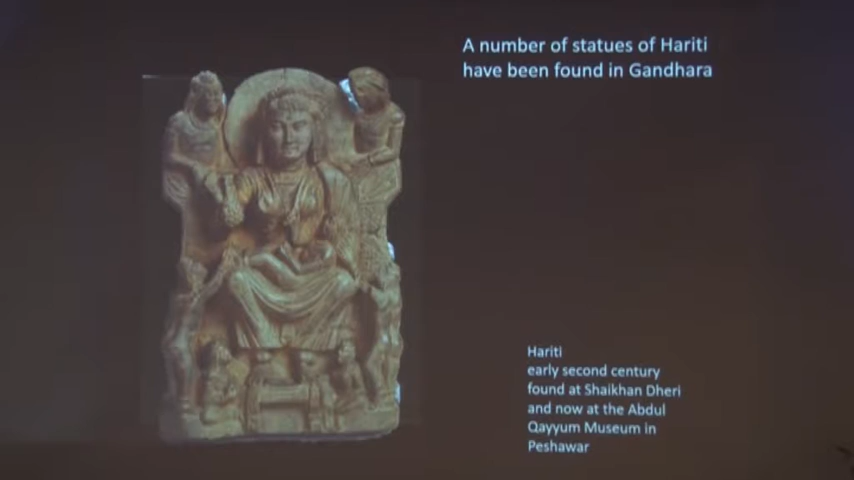 A number of statues of Hariti
have been found in Gandhara
Hariti
early second century
found at Shaikhan Dheri
and now at the Abdul
Qayyum Museum in
Peshawar